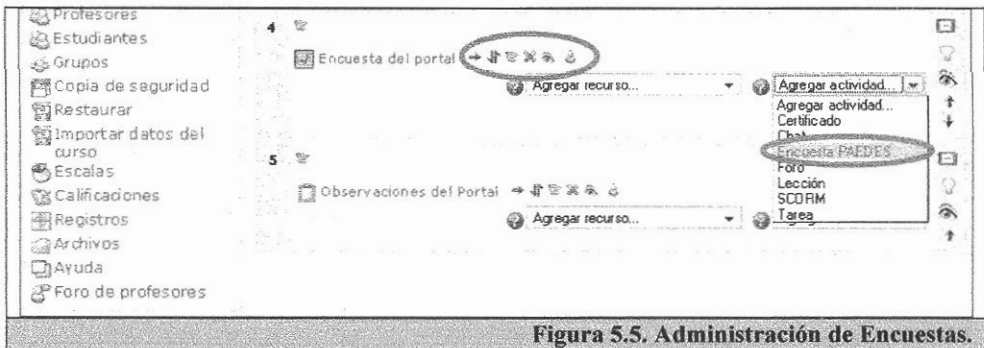 Profesores
Estudiantes
Grupos
Copia de seguridad
Restaurar
Importar datos del
curso
Escalas
Calificaciones
Registros
Archivos
Ayuda
Foro de profesores
4
Encuesta del portal
Agregar recurso...
Agregar actividad...
Agregar actividad...
Certificado
Chat
Encuesta PAEDES
Foro
Lección
SCORM
Tarea
5
Observaciones del Portal
Agregar recurso...
Figura 5.5. Administración de Encuestas.